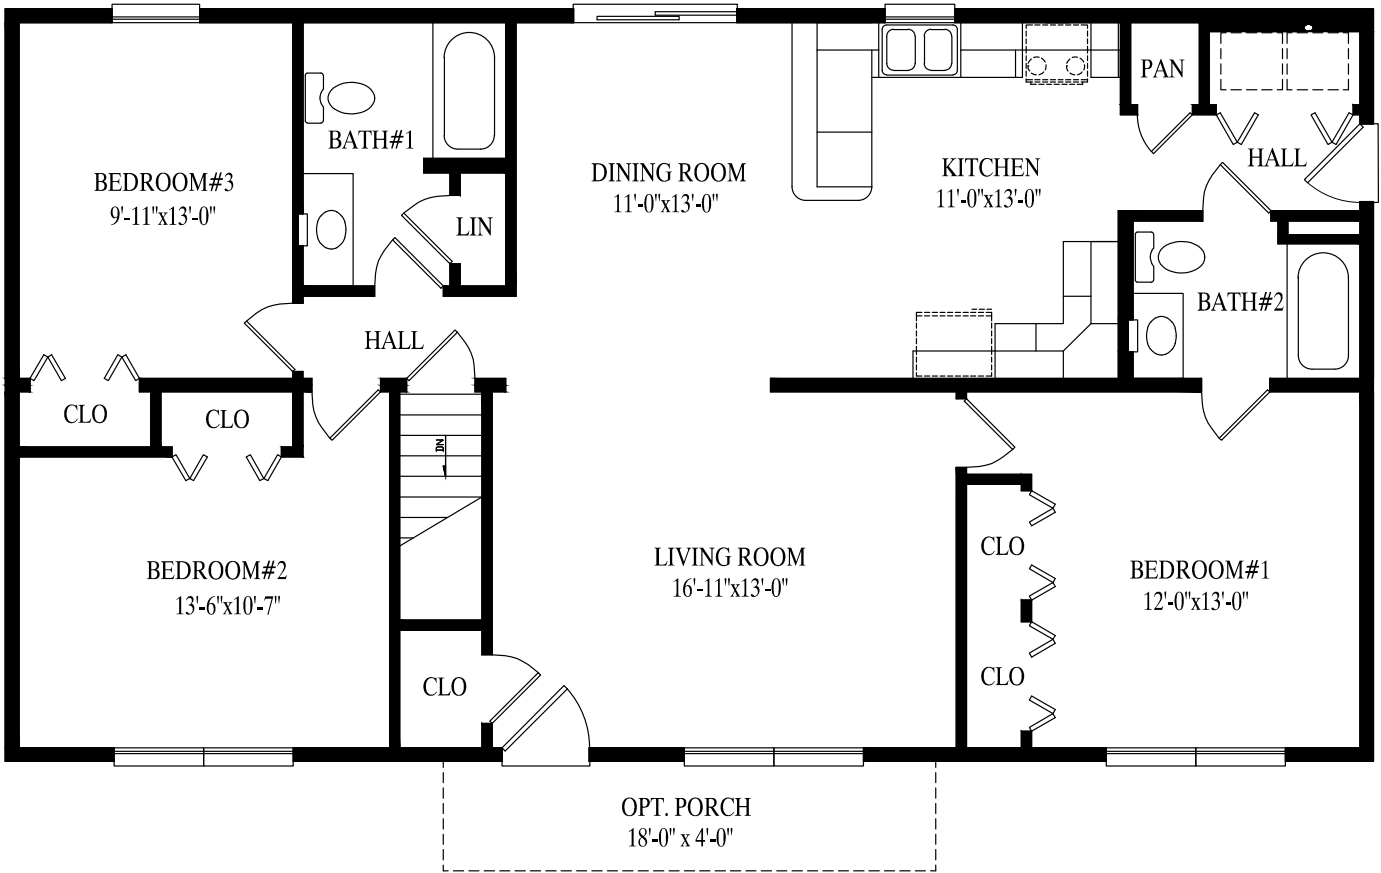 BEDROOM#3
9'-11"x13'-0"
BATH#1
LIN
DINING ROOM
11'-0"x13'-0"
KITCHEN
11'-0"x13'-0"
PAN
HALL
BATH#2
HALL
CLO
CLO
DN
BEDROOM#2
13'-6"x10'-7"
CLO
LIVING ROOM
16'-11"x13'-0"
CLO
CLO
BEDROOM#1
12'-0"x13'-0"
OPT. PORCH
18'-0" x 4'-0"